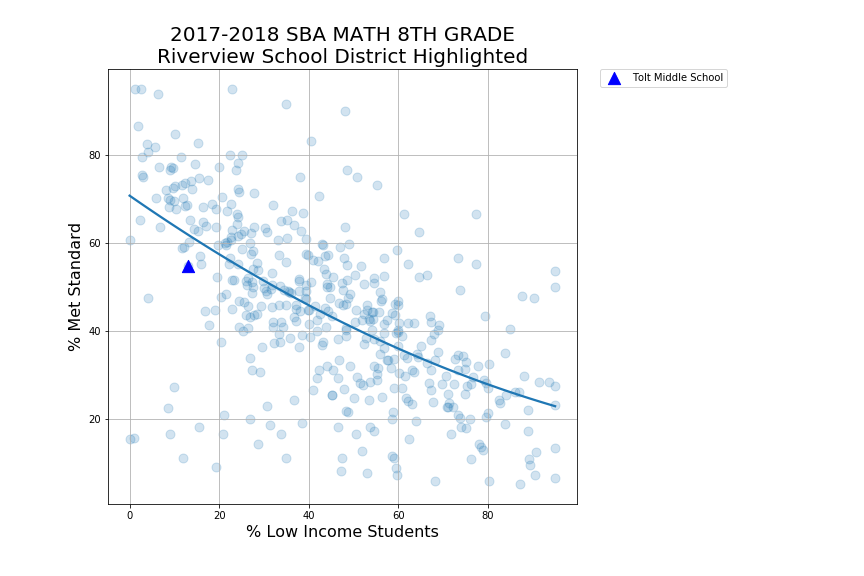 2017-2018 SBA MATH 8TH GRADE
Riverview School District Highlighted
Tolt Middle School
% Met Standard
80
60
40
20
0 20 40 60 80
% Low Income Students